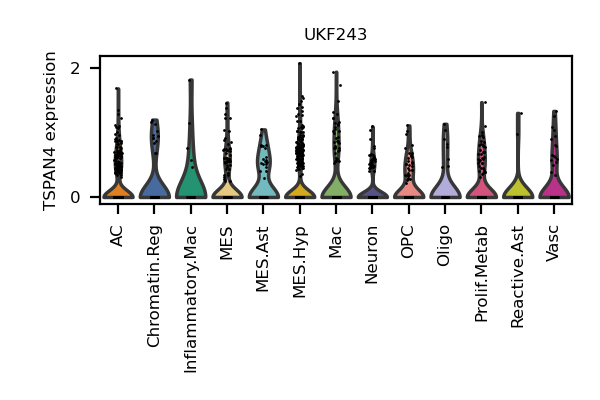 UKF243
TSPAN4 expression
2
0
AC
Chromatin.Reg
Inflammatory.Mac
MES
MES.Ast
MES.Hyp
Mac
Neuron
OPC
Oligo
Prolif.Metab
Reactive.Ast
Vasc